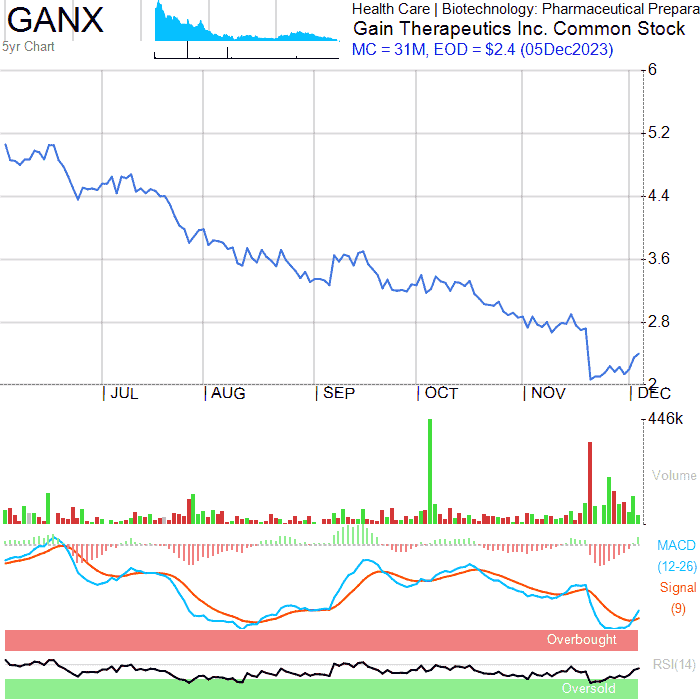 GANX
5yr Chart
Health Care | Biotechnology: Pharmaceutical Prepara
Gain Therapeutics Inc. Common Stock
MC = 31M, EOD = $2.4 (05Dec2023)
6
5.2
4.4
3.6
2.8
2
JUL
AUG
SEP
OCT
NOV
DEC
446k
Volume
MACD
(12-26)
Signal
(9)
Overbought
RSI(14)
Oversold